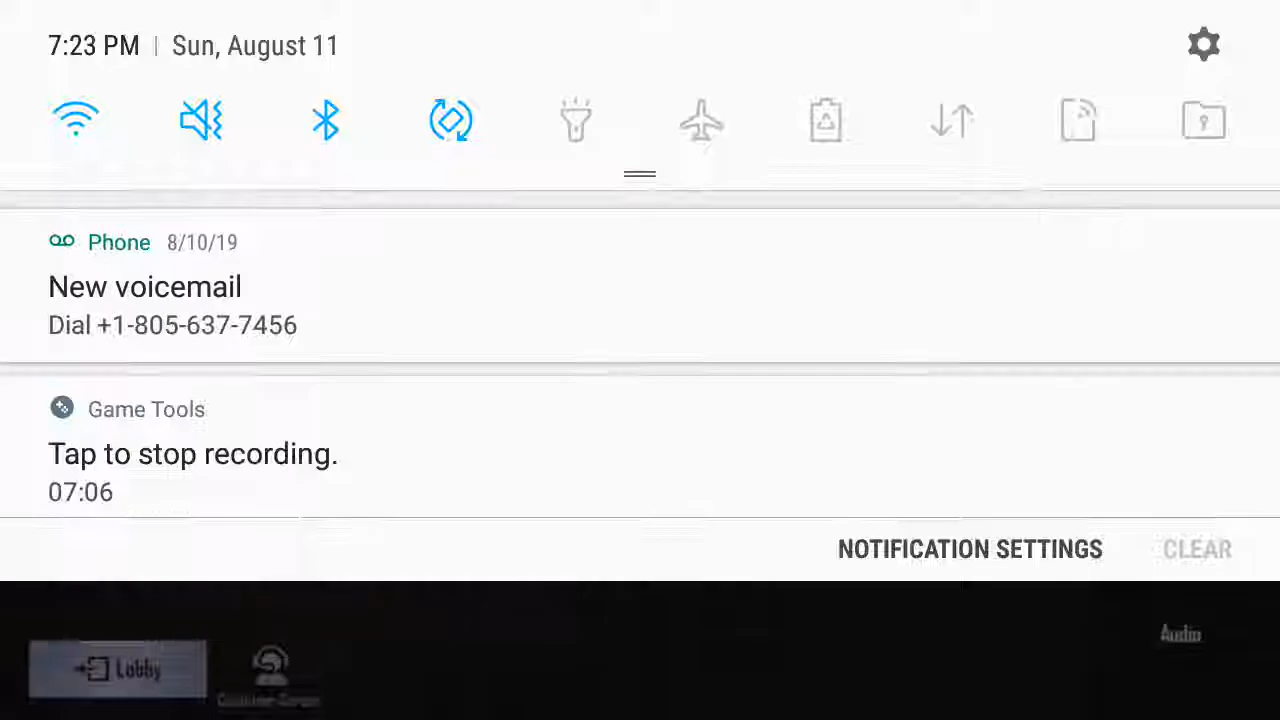 7:23 PM | Sun, August 11
Phone 8/10/19
New voicemail
Dial +1-805-637-7456
Game Tools
Tap to stop recording.
07:06
NOTIFICATION SETTINGS CLEAR
Audio
Lobby